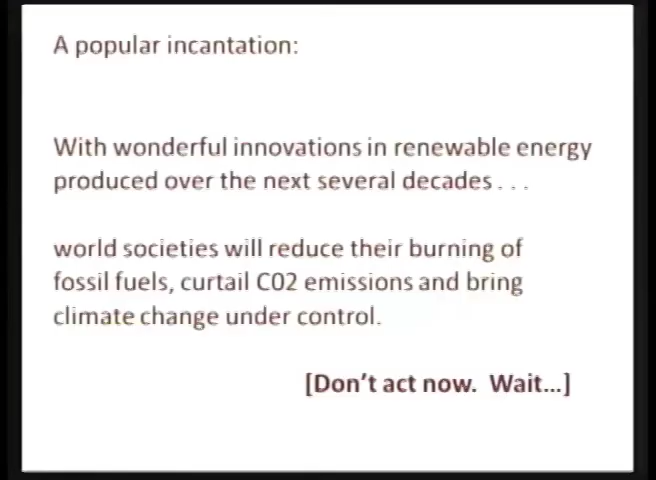 A popular incantation:
With wonderful innovations in renewable energy
produced over the next several decades . . .
world societies will reduce their burning of
fossil fuels, curtail C02 emissions and bring
climate change under control.
[Don't act now.  Wait...]